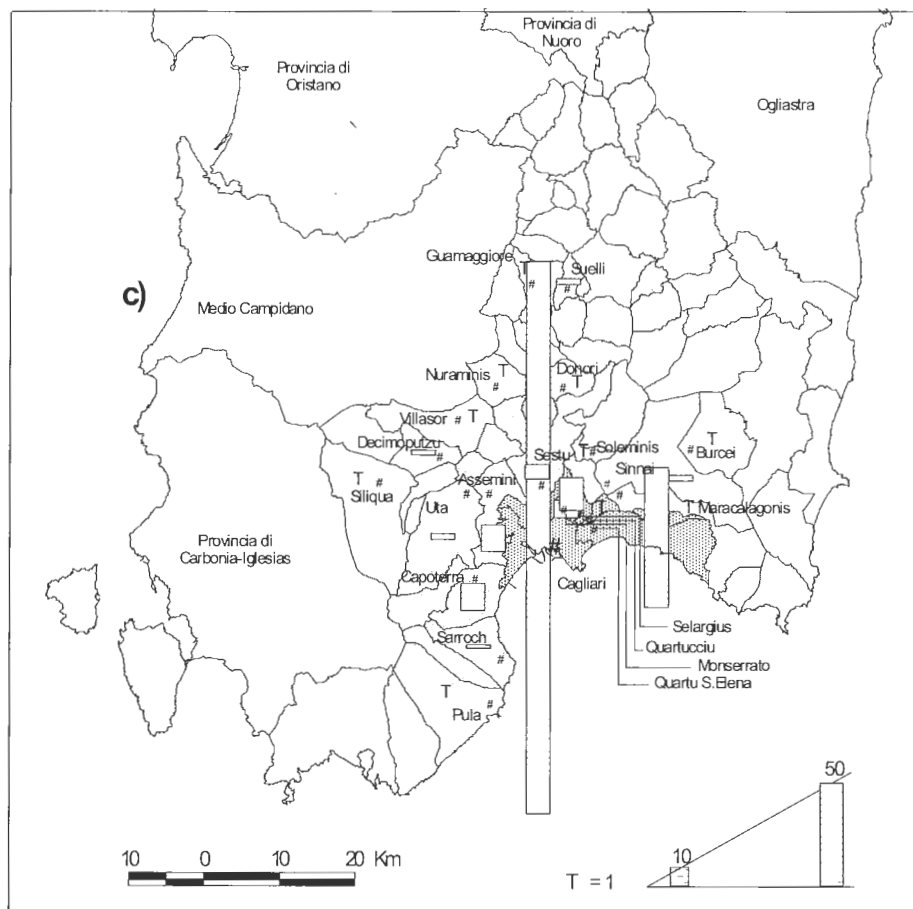 Provincia di
Nuoro
Provincia di
Oristano
Ogliastra
Guamaggiore
T
Suelli
#
#
c)
Medio Campidano
Nuraminis
T
#
Donori
T
#
Villasor
#
T
Decimoputzu
#
T
Soleminis
#
T
Burcei
#
Sestu
#
Sinnai
#
#
T
#
Siliqua
Assemini
#
#
Uta
T
T
Maracalagonis
#
#
#
Provincia di
Carbonia-Iglesias
#
Cagliari
Capoterra
#
Selargius
Sarroch
#
Quartucciu
Monserrato
T
Quartu S.Elena
Pula
#
50
10
0
10
20
Km
10
T = 1